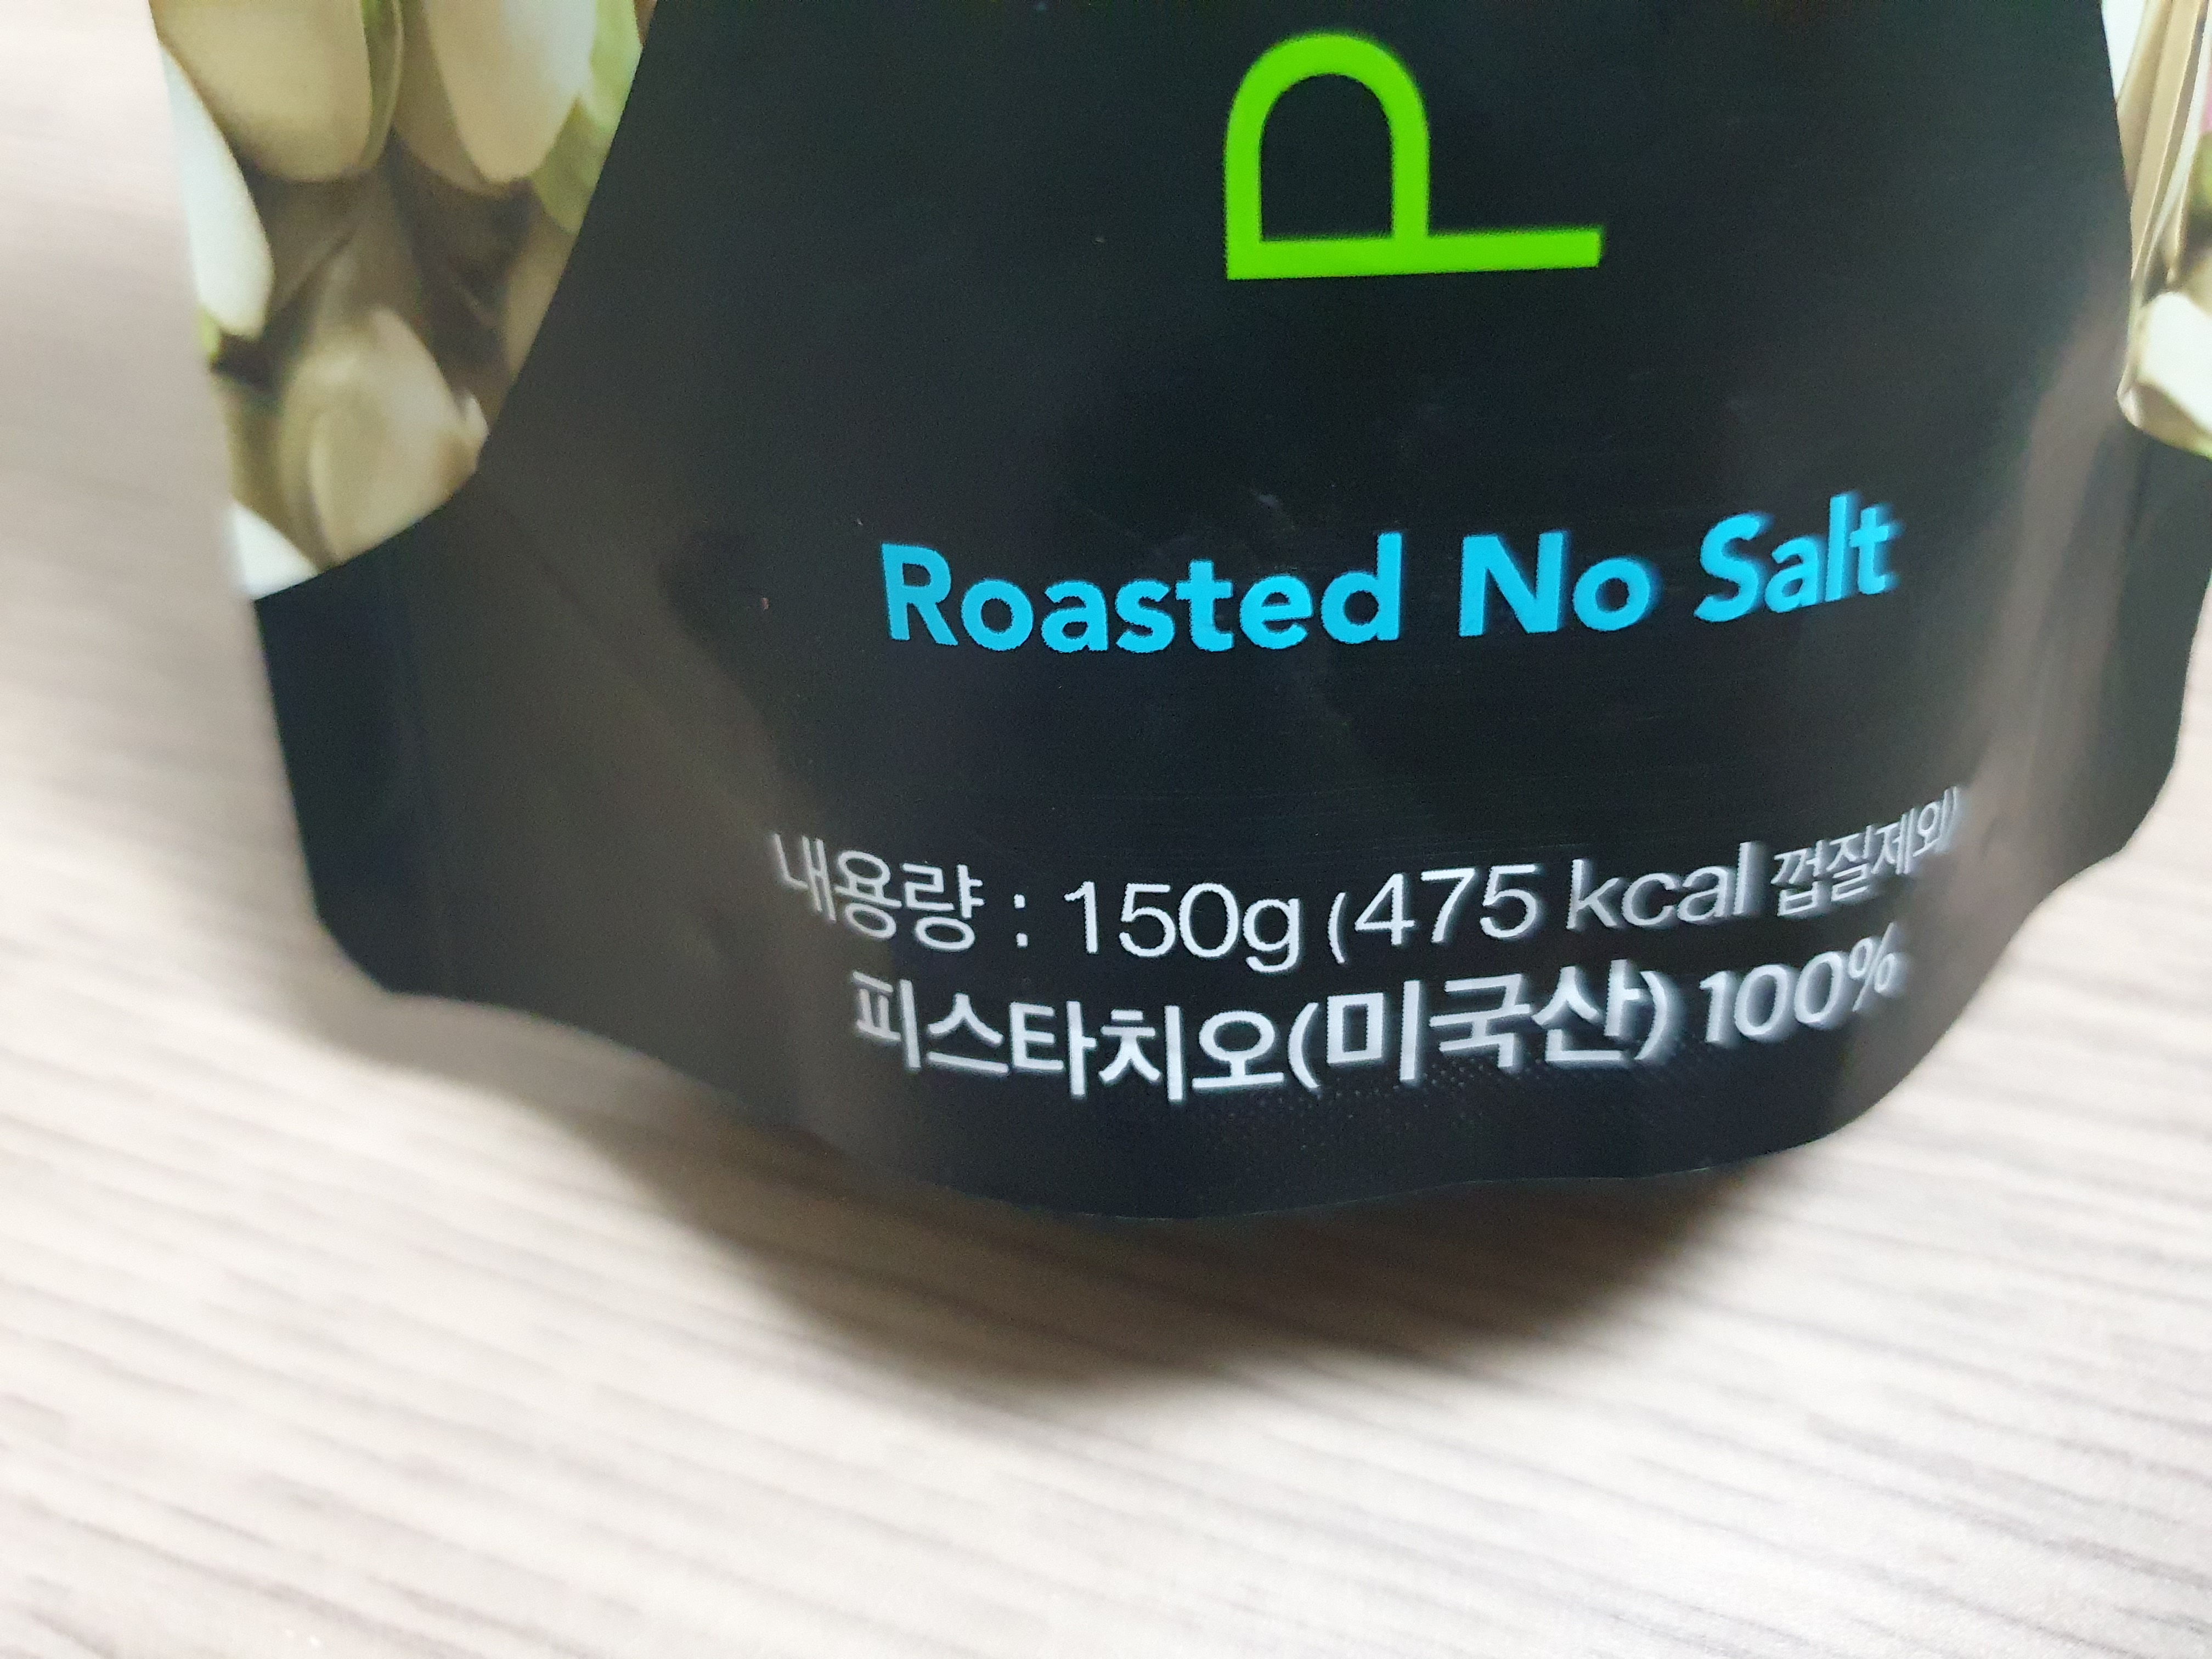 P
Roasted No Salt
내용량 : 150g (475 kcal 껍질제외)
피스타치오(미국산) 100%